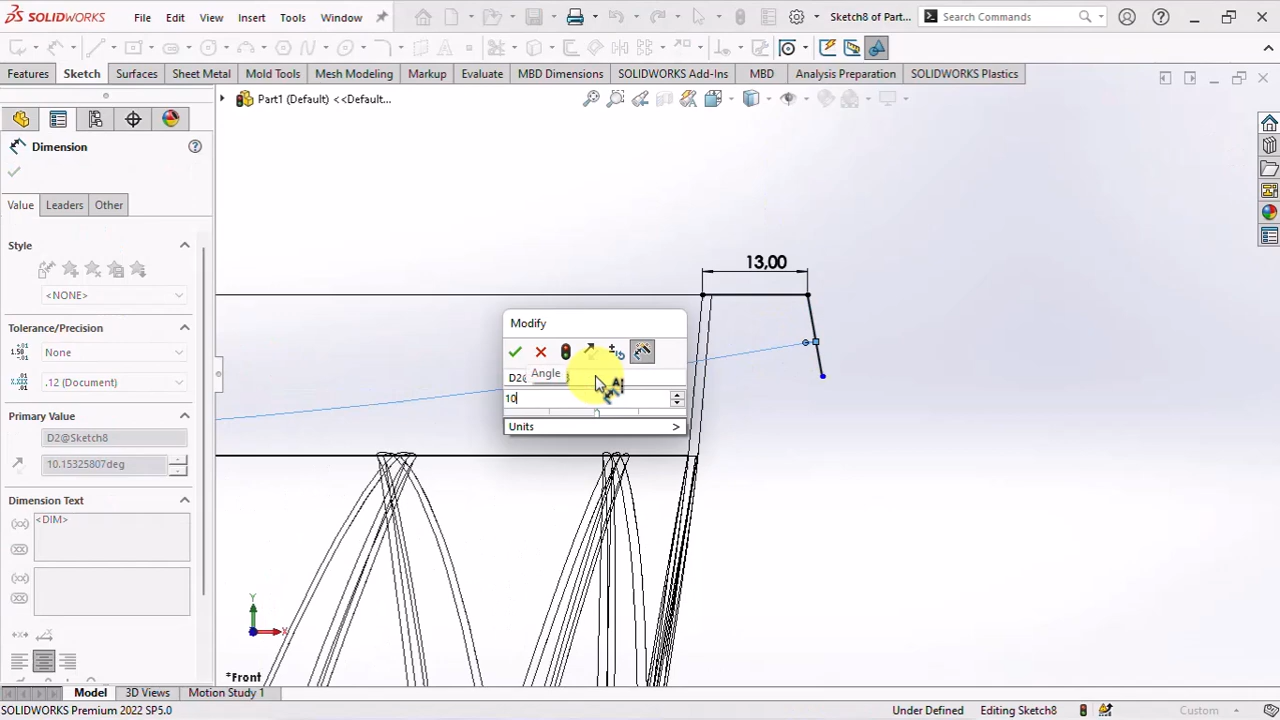 SOLIDWORKS File Edit View Insert Tools Window Sketch8 of Part... Search Commands
Features Sketch Surfaces Sheet Metal Mold Tools Mesh Modeling Markup Evaluate MBD Dimensions SOLIDWORKS Add-Ins MBD Analysis Preparation SOLIDWORKS Plastics
Part1 (Default) <<Default...
Dimension
Value Leaders Other
Style
<NONE>
Tolerance/Precision
None
.12 (Document)
Primary Value
D2@Sketch8
10.15325807deg
Dimension Text
<DIM>
13,00
Modify
Angle
10
Units >
Y
X
*Front
Model 3D Views Motion Study 1
SOLIDWORKS Premium 2022 SP5.0 Under Defined Editing Sketch8 Custom